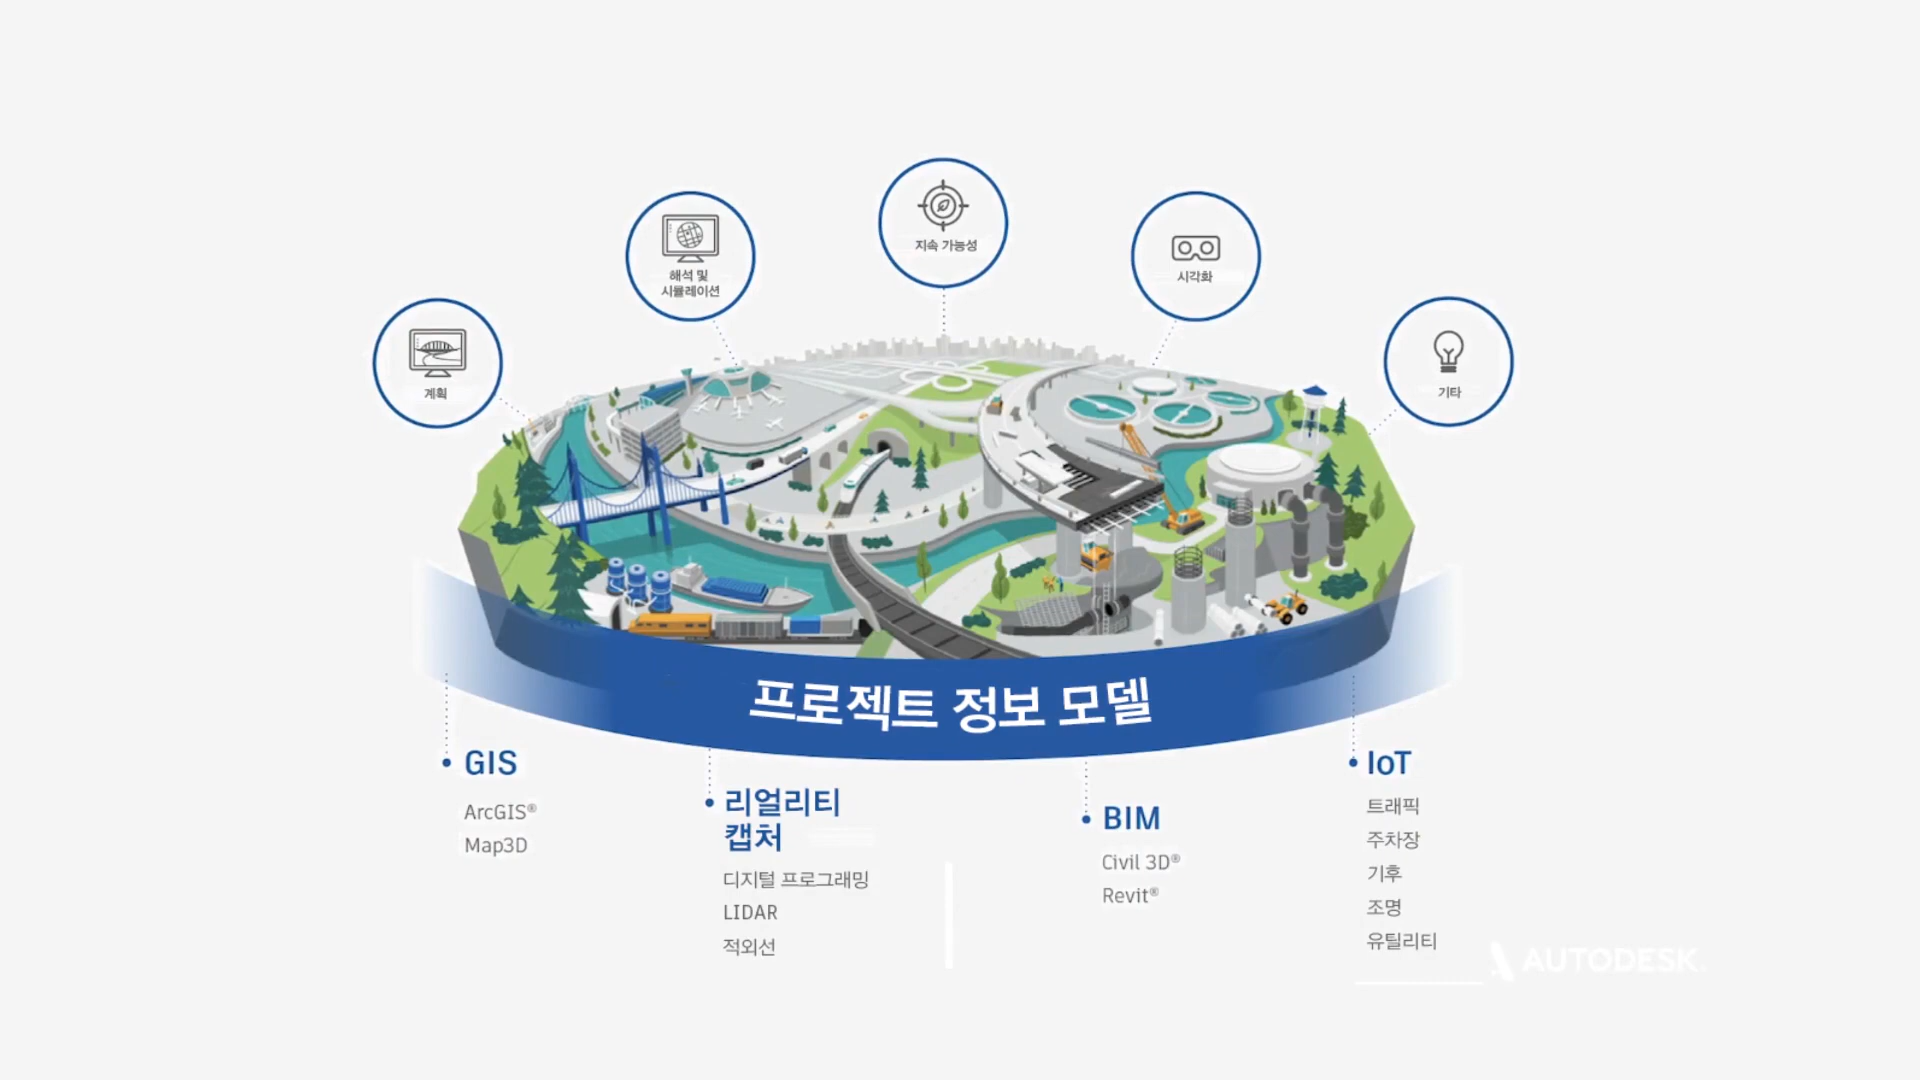 지속 가능성
해석 및
시뮬레이션
시각화
계획
기타
프로젝트 정보 모델
GIS
ArcGIS®
Map3D
리얼리티
캡처
디지털 프로그래밍
LIDAR
적외선
BIM
Civil 3D®
Revit®
IoT
트래픽
주차장
기후
조명
유틸리티
AUTODESK.